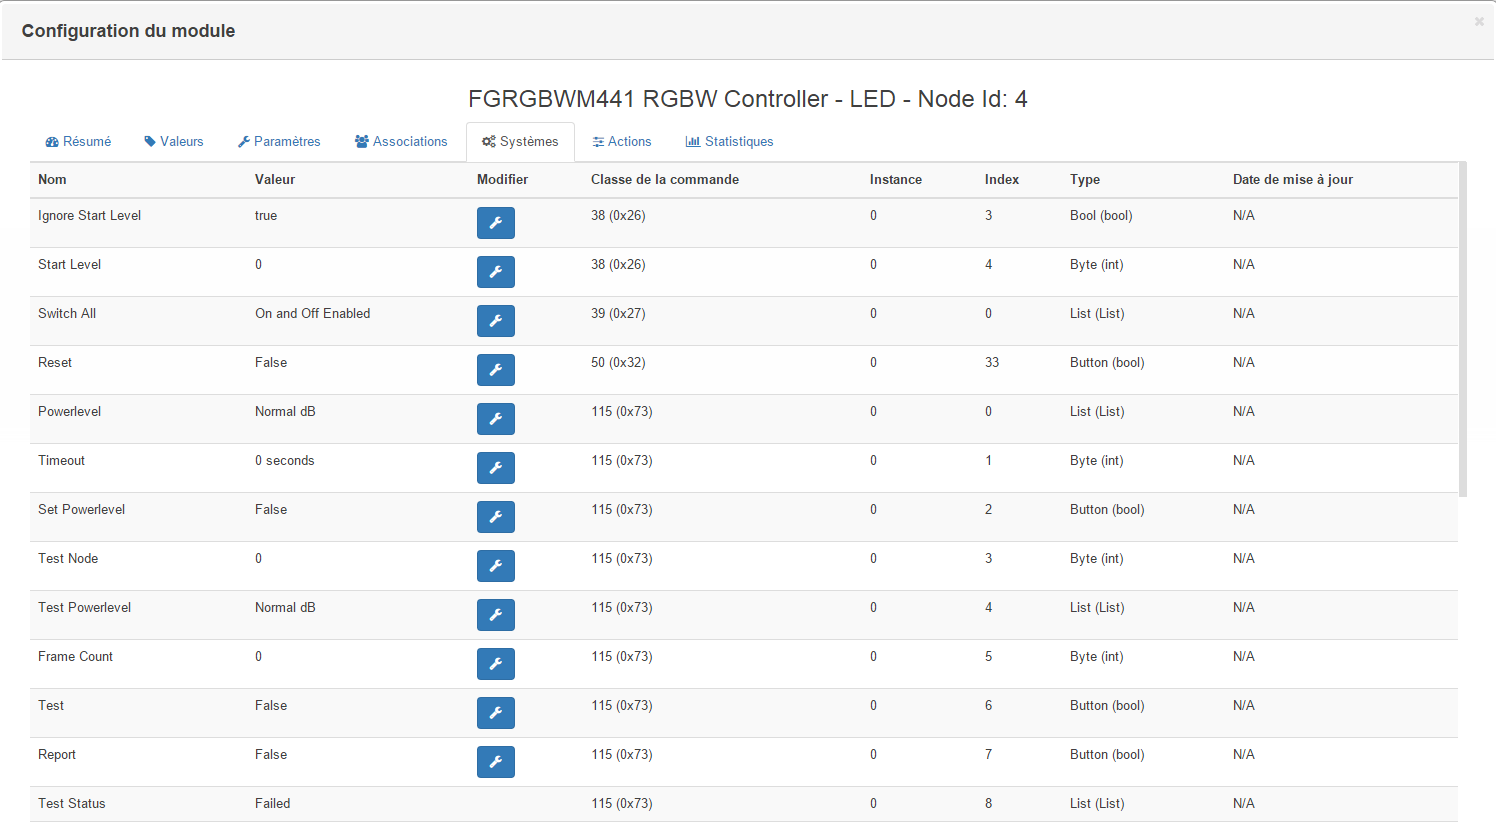 Configuration du module
×
FGRGBWM441 RGBW Controller - LED - Node Id: 4
Résumé Valeurs Paramètres Associations Systèmes Actions Statistiques
Nom Valeur Modifier Classe de la commande Instance Index Type Date de mise à jour
Ignore Start Level true 38 (0x26) 0 3 Bool (bool) N/A
Start Level 0 38 (0x26) 0 4 Byte (int) N/A
Switch All On and Off Enabled 39 (0x27) 0 0 List (List) N/A
Reset False 50 (0x32) 0 33 Button (bool) N/A
Powerlevel Normal dB 115 (0x73) 0 0 List (List) N/A
Timeout 0 seconds 115 (0x73) 0 1 Byte (int) N/A
Set Powerlevel False 115 (0x73) 0 2 Button (bool) N/A
Test Node 0 115 (0x73) 0 3 Byte (int) N/A
Test Powerlevel Normal dB 115 (0x73) 0 4 List (List) N/A
Frame Count 0 115 (0x73) 0 5 Byte (int) N/A
Test False 115 (0x73) 0 6 Button (bool) N/A
Report False 115 (0x73) 0 7 Button (bool) N/A
Test Status Failed 115 (0x73) 0 8 List (List) N/A